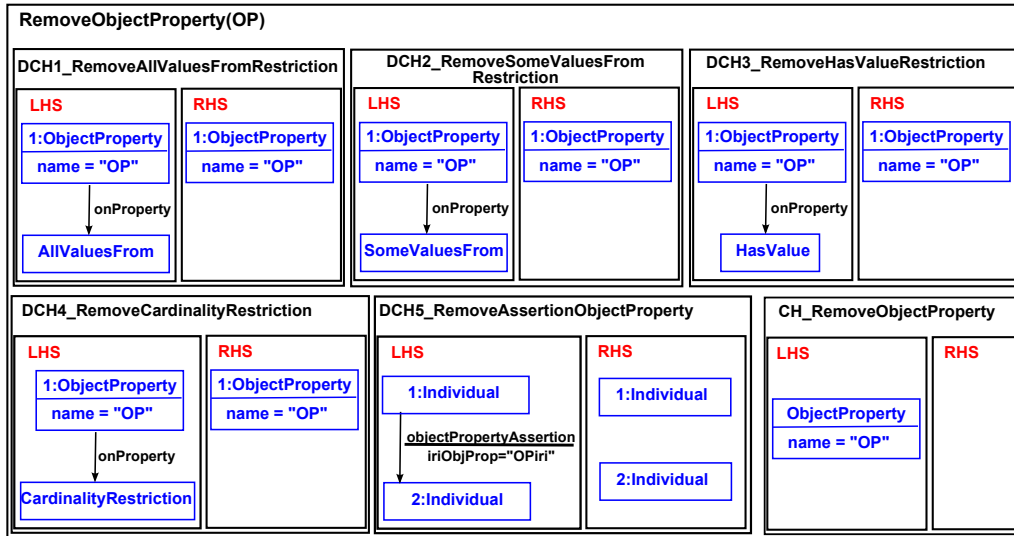 RemoveObjectProperty(OP)
DCH1_RemoveAllValuesFromRestriction
LHS
1:ObjectProperty
name = "OP"
onProperty
AllValuesFrom
RHS
1:ObjectProperty
name = "OP"
DCH2_RemoveSomeValuesFrom
Restriction
LHS
1:ObjectProperty
name = "OP"
onProperty
SomeValuesFrom
RHS
1:ObjectProperty
name = "OP"
DCH3_RemoveHasValueRestriction
LHS
1:ObjectProperty
name = "OP"
onProperty
HasValue
RHS
1:ObjectProperty
name = "OP"
DCH4_RemoveCardinalityRestriction
LHS
1:ObjectProperty
name = "OP"
onProperty
CardinalityRestriction
RHS
1:ObjectProperty
name = "OP"
DCH5_RemoveAssertionObjectProperty
LHS
1:Individual
objectPropertyAssertion
iriObjProp="OPiri"
2:Individual
RHS
1:Individual
2:Individual
CH_RemoveObjectProperty
LHS
ObjectProperty
name = "OP"
RHS